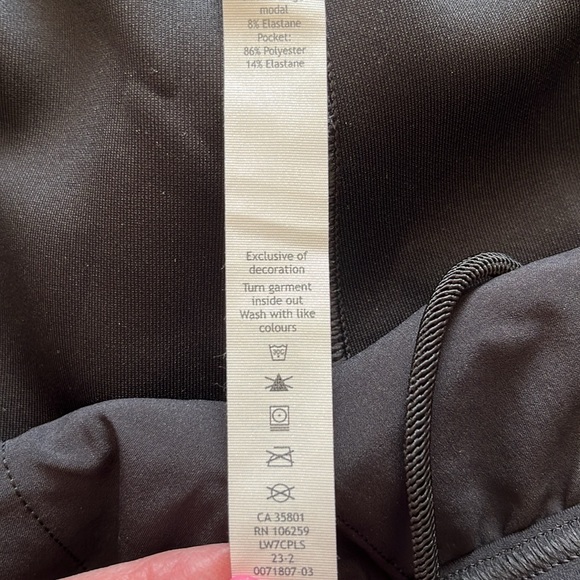 modal
8% Elastane
Pocket:
86% Polyester
14% Elastane
Exclusive of
decoration
Turn garment
inside out
Wash with like
colours
CA 35801
RN 106259
LW7CPLS
23-2
0071807-03